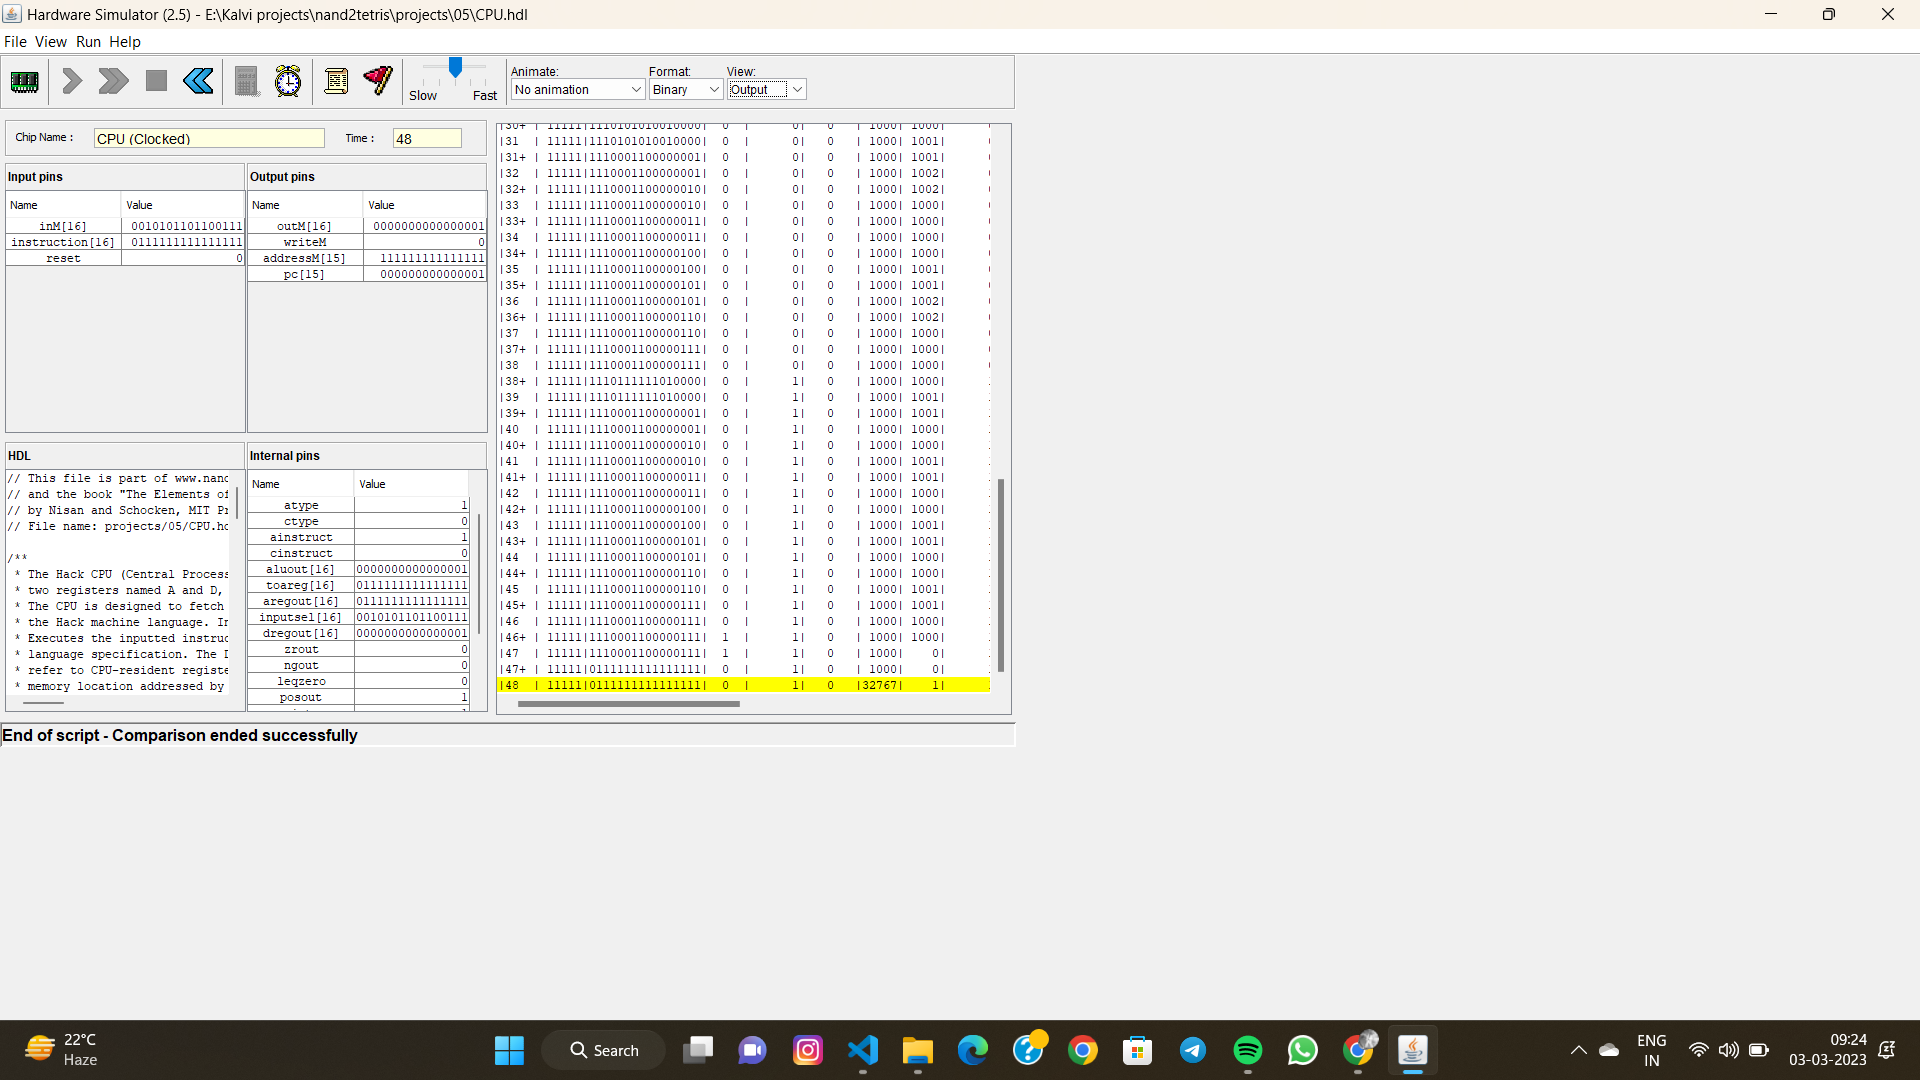 Hardware Simulator (2.5) - E:\Kalvi projects\nand2tetris\projects\05\CPU.hdl
File View Run Help
Slow Fast
Animate: Format: View:
No animation Binary Output
Chip Name : CPU (Clocked) Time : 48
Input pins
Name Value
inM[16] 0010101101100111
instruction[16] 0111111111111111
reset 0
Output pins
Name Value
outM[16] 0000000000000001
writeM 0
addressM[15] 111111111111111
pc[15] 000000000000001
HDL
// This file is part of www.nand
// and the book "The Elements of
// by Nisan and Schocken, MIT Pr
// File name: projects/05/CPU.hd
/**
* The Hack CPU (Central Process
* two registers named A and D,
* The CPU is designed to fetch
* the Hack machine language. In
* Executes the inputted instruc
* language specification. The D
* refer to CPU-resident registe
* memory location addressed by
Internal pins
Name Value
atype 1
ctype 0
ainstruct 1
cinstruct 0
aluout[16] 0000000000000001
toareg[16] 0111111111111111
aregout[16] 0111111111111111
inputsel[16] 0010101101100111
dregout[16] 0000000000000001
zrout 0
ngout 0
leqzero 0
posout 1
|30+ | 11111|1110101010010000| 0 | 0| 0 | 1000| 1000|
|31 | 11111|1110101010010000| 0 | 0| 0 | 1000| 1001|
|31+ | 11111|1110001100000001| 0 | 0| 0 | 1000| 1001|
|32 | 11111|1110001100000001| 0 | 0| 0 | 1000| 1002|
|32+ | 11111|1110001100000010| 0 | 0| 0 | 1000| 1002|
|33 | 11111|1110001100000010| 0 | 0| 0 | 1000| 1000|
|33+ | 11111|1110001100000011| 0 | 0| 0 | 1000| 1000|
|34 | 11111|1110001100000011| 0 | 0| 0 | 1000| 1000|
|34+ | 11111|1110001100000100| 0 | 0| 0 | 1000| 1000|
|35 | 11111|1110001100000100| 0 | 0| 0 | 1000| 1001|
|35+ | 11111|1110001100000101| 0 | 0| 0 | 1000| 1001|
|36 | 11111|1110001100000101| 0 | 0| 0 | 1000| 1002|
|36+ | 11111|1110001100000110| 0 | 0| 0 | 1000| 1002|
|37 | 11111|1110001100000110| 0 | 0| 0 | 1000| 1000|
|37+ | 11111|1110001100000111| 0 | 0| 0 | 1000| 1000|
|38 | 11111|1110001100000111| 0 | 0| 0 | 1000| 1000|
|38+ | 11111|1110111111010000| 0 | 1| 0 | 1000| 1000|
|39 | 11111|1110111111010000| 0 | 1| 0 | 1000| 1001|
|39+ | 11111|1110001100000001| 0 | 1| 0 | 1000| 1001|
|40 | 11111|1110001100000001| 0 | 1| 0 | 1000| 1000|
|40+ | 11111|1110001100000010| 0 | 1| 0 | 1000| 1000|
|41 | 11111|1110001100000010| 0 | 1| 0 | 1000| 1001|
|41+ | 11111|1110001100000011| 0 | 1| 0 | 1000| 1001|
|42 | 11111|1110001100000011| 0 | 1| 0 | 1000| 1000|
|42+ | 11111|1110001100000100| 0 | 1| 0 | 1000| 1000|
|43 | 11111|1110001100000100| 0 | 1| 0 | 1000| 1001|
|43+ | 11111|1110001100000101| 0 | 1| 0 | 1000| 1001|
|44 | 11111|1110001100000101| 0 | 1| 0 | 1000| 1000|
|44+ | 11111|1110001100000110| 0 | 1| 0 | 1000| 1000|
|45 | 11111|1110001100000110| 0 | 1| 0 | 1000| 1001|
|45+ | 11111|1110001100000111| 0 | 1| 0 | 1000| 1001|
|46 | 11111|1110001100000111| 0 | 1| 0 | 1000| 1000|
|46+ | 11111|1110001100000111| 1 | 1| 0 | 1000| 1000|
|47 | 11111|1110001100000111| 1 | 1| 0 | 1000| 0|
|47+ | 11111|0111111111111111| 0 | 1| 0 | 1000| 0|
|48 | 11111|0111111111111111| 0 | 1| 0 |32767| 1|
End of script - Comparison ended successfully
22°C
Haze
Search
ENG
IN
09:24
03-03-2023